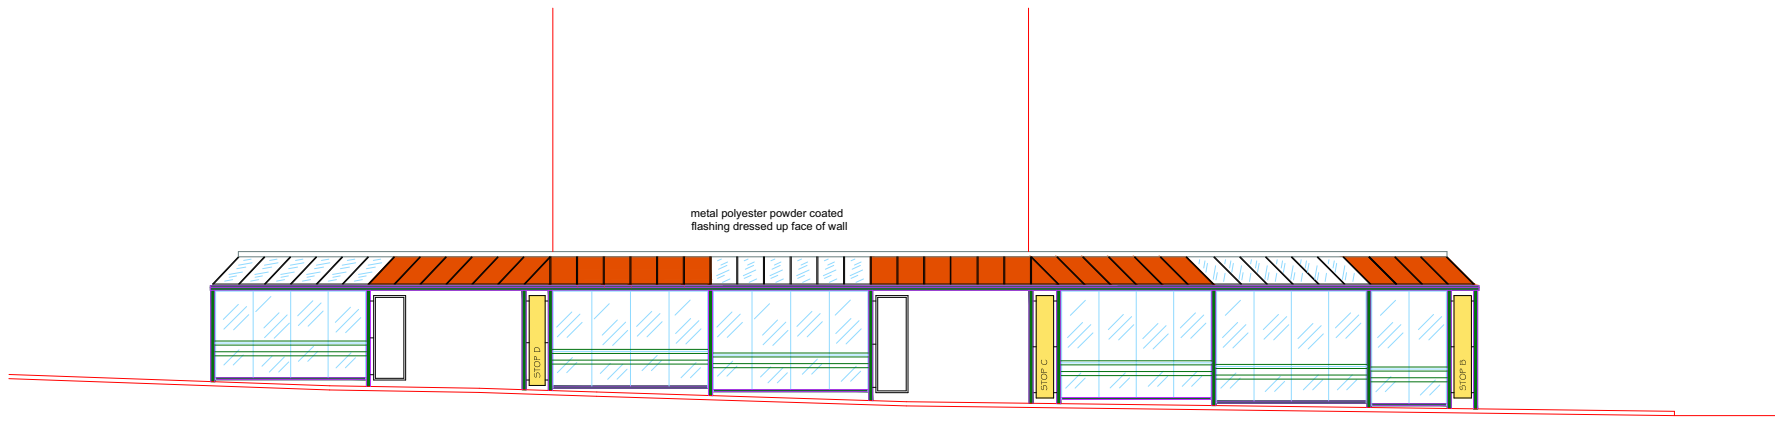 metal polyester powder coated
flashing dressed up face of wall
STOP D
STOP C
STOP B